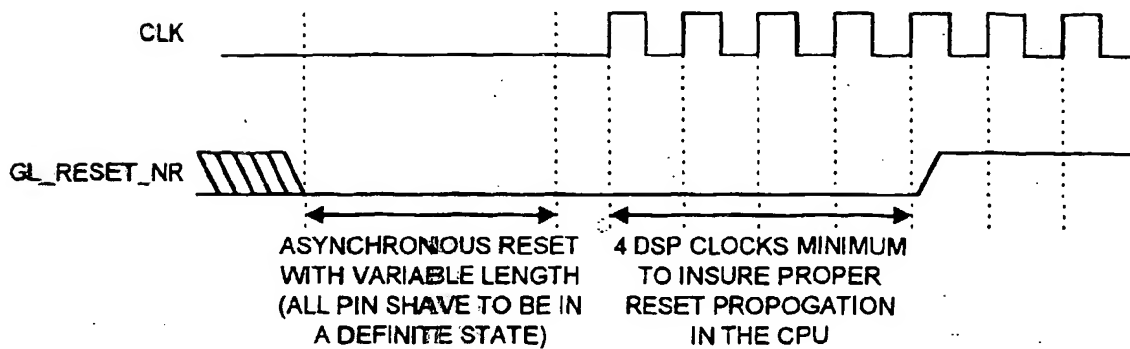 CLK
GL_RESET_NR
ASYNCHRONIOUS RESET
WITH VARIABLE LENGTH
(ALL PIN SHAVE TO BE IN
A DEFINITE STATE)
4 DSP CLOCKS MINIMUM
TO INSURE PROPER
RESET PROPOGATION
IN THE CPU